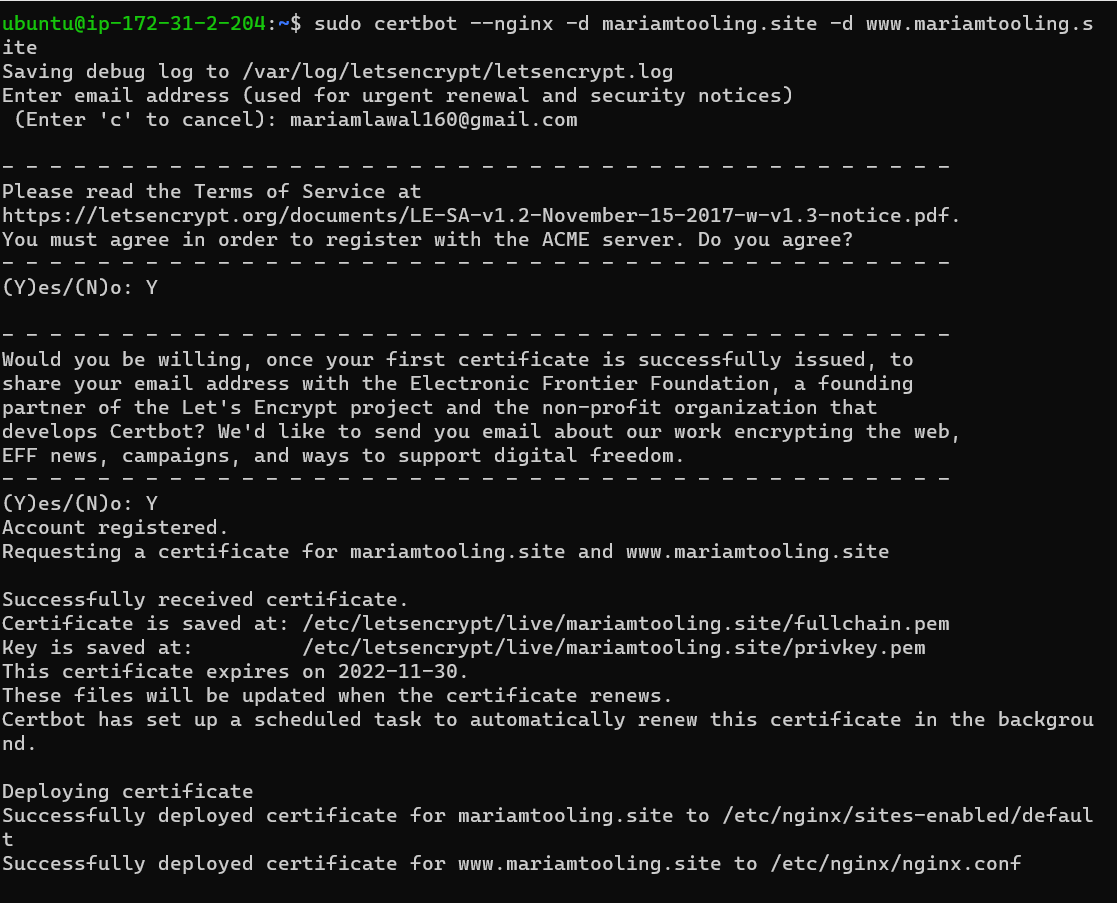 ubuntu@ip-172-31-2-204:~$ sudo certbot --nginx -d mariamtooling.site -d www.mariamtooling.s
ite
Saving debug log to /var/log/letsencrypt/letsencrypt.log
Enter email address (used for urgent renewal and security notices)
 (Enter 'c' to cancel): mariamlawal160@gmail.com

- - - - - - - - - - - - - - - - - - - - - - - - - - - - - - - - - - - - - - - -
Please read the Terms of Service at
https://letsencrypt.org/documents/LE-SA-v1.2-November-15-2017-w-v1.3-notice.pdf.
You must agree in order to register with the ACME server. Do you agree?
- - - - - - - - - - - - - - - - - - - - - - - - - - - - - - - - - - - - - - - -
(Y)es/(N)o: Y

- - - - - - - - - - - - - - - - - - - - - - - - - - - - - - - - - - - - - - - -
Would you be willing, once your first certificate is successfully issued, to
share your email address with the Electronic Frontier Foundation, a founding
partner of the Let's Encrypt project and the non-profit organization that
develops Certbot? We'd like to send you email about our work encrypting the web,
EFF news, campaigns, and ways to support digital freedom.
- - - - - - - - - - - - - - - - - - - - - - - - - - - - - - - - - - - - - - - -
(Y)es/(N)o: Y
Account registered.
Requesting a certificate for mariamtooling.site and www.mariamtooling.site

Successfully received certificate.
Certificate is saved at: /etc/letsencrypt/live/mariamtooling.site/fullchain.pem
Key is saved at:         /etc/letsencrypt/live/mariamtooling.site/privkey.pem
This certificate expires on 2022-11-30.
These files will be updated when the certificate renews.
Certbot has set up a scheduled task to automatically renew this certificate in the backgrou
nd.

Deploying certificate
Successfully deployed certificate for mariamtooling.site to /etc/nginx/sites-enabled/defaul
t
Successfully deployed certificate for www.mariamtooling.site to /etc/nginx/nginx.conf